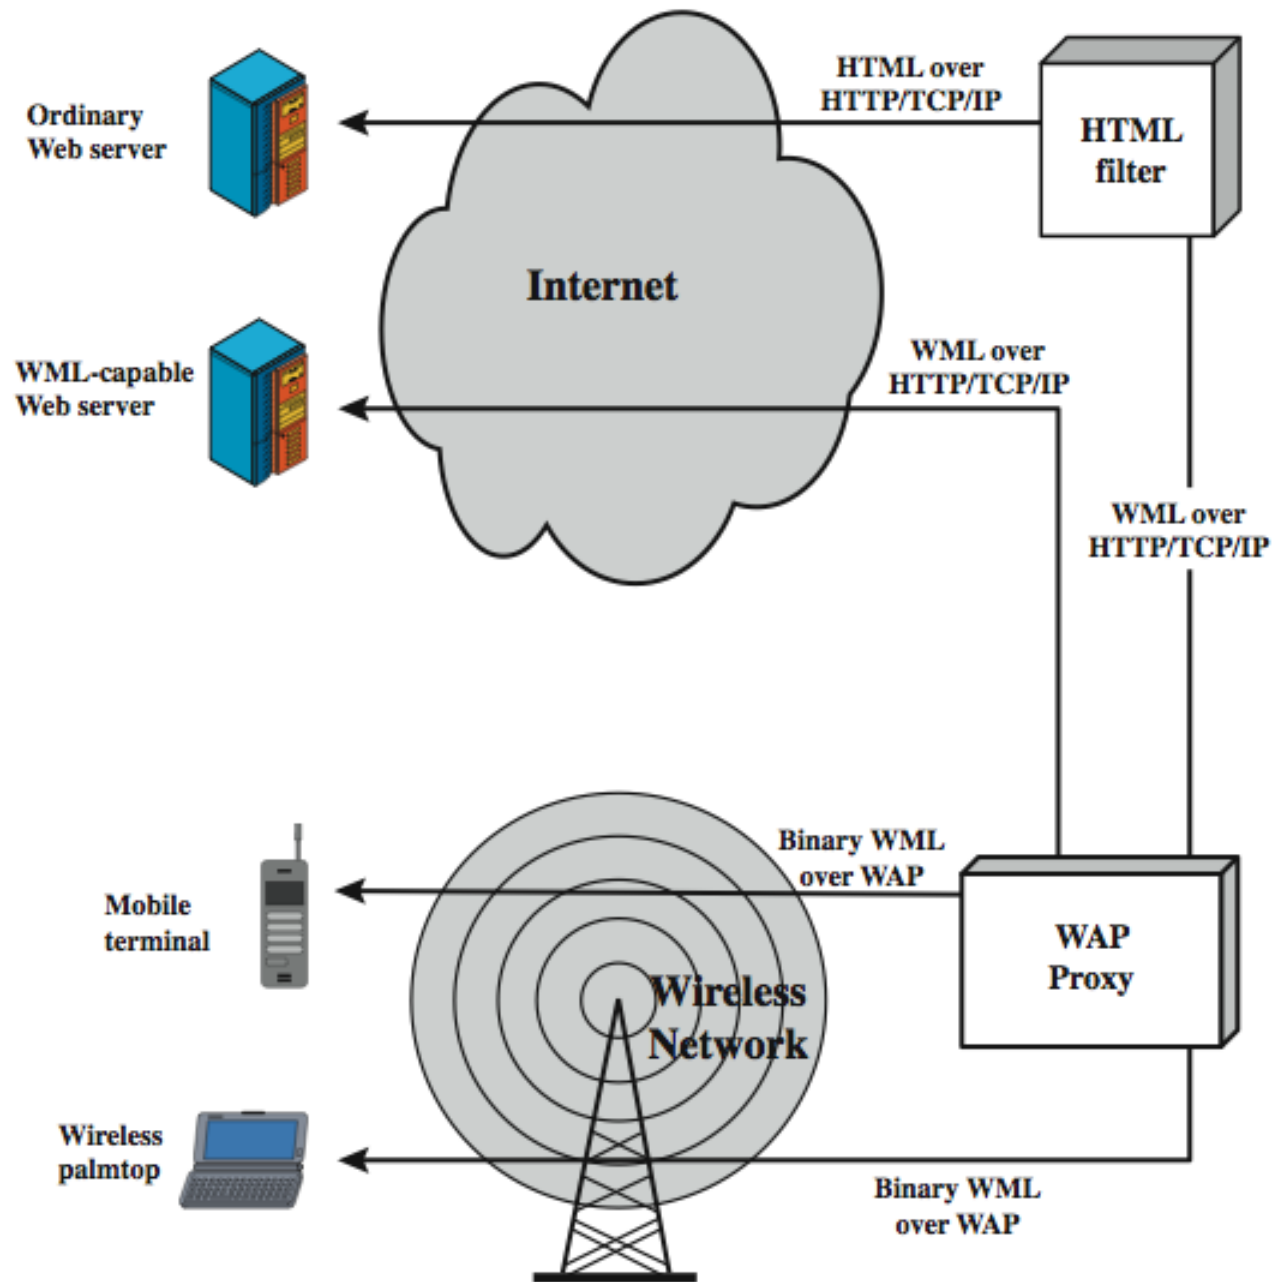 HTML over
HTTP/TCP/IP
Ordinary
Web server
HTML
filter
Internet
WML-capable
Web server
WML over
HTTP/TCP/IP
WML over
HTTP/TCP/IP
Binary WML
over WAP
Mobile
terminal
WAP
Proxy
Wireless
Network
Wireless
palmtop
Binary WML
over WAP